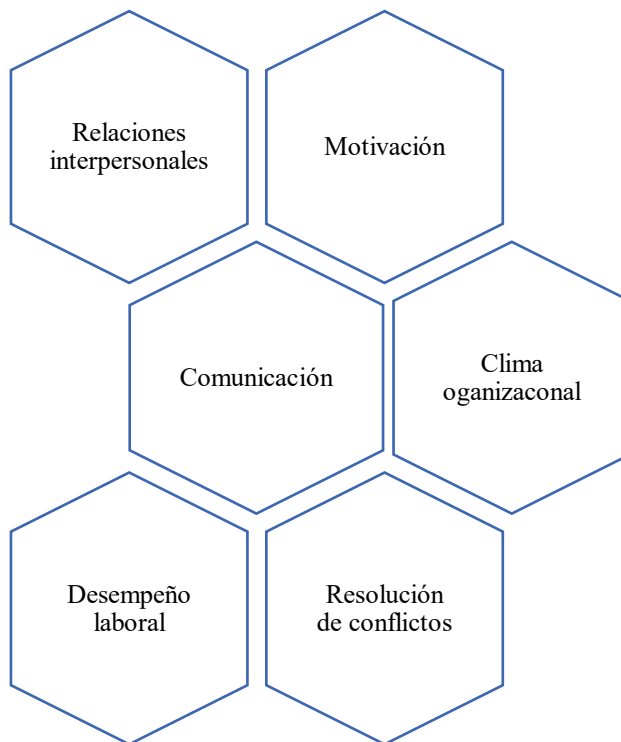 Relaciones
interpersonales
Motivación
Comunicación
Clima
oganizaconal
Desempeño
laboral
Resolución
de conflictos